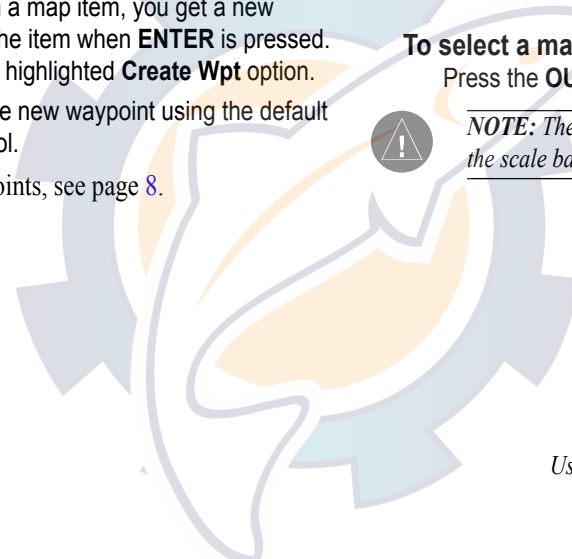 a map item, you get a new
he item when ENTER is pressed.
highlighted Create Wpt option.
e new waypoint using the default
ol.
oints, see page 8.
To select a ma
Press the OU
NOTE: The
the scale ba
Us